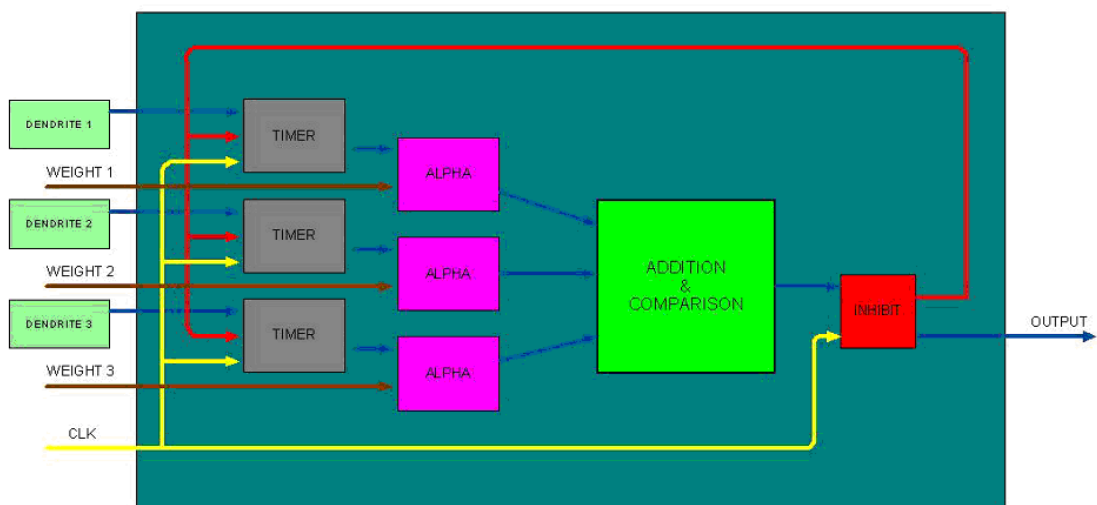 DENDRITE 1
TIMER
WEIGHT 1
ALPHA
DENDRITE 2
TIMER
WEIGHT 2
ALPHA
DENDRITE 3
TIMER
WEIGHT 3
ALPHA
ADDITION
&
COMPARISON
INHIBIT
OUTPUT
CLK